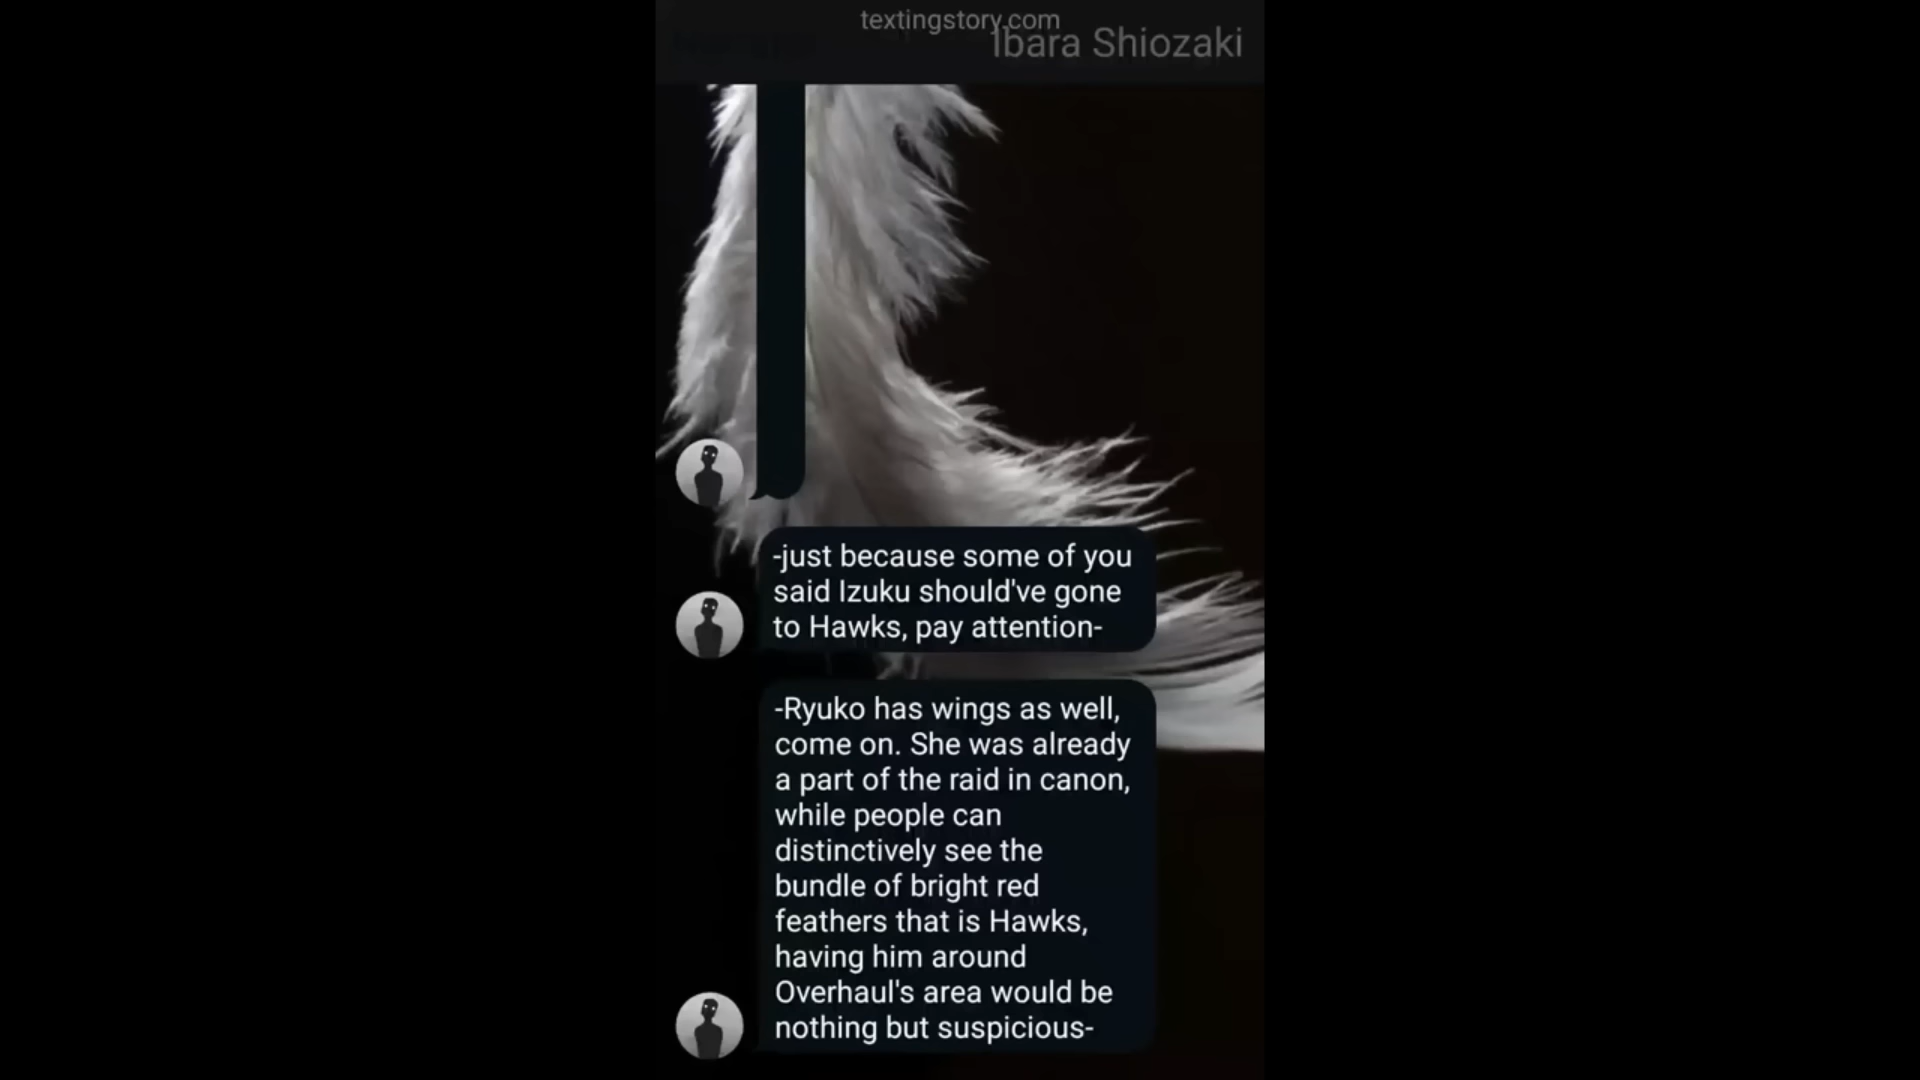 textingstory.com
Ibara Shiozaki
-just because some of you
said Izuku should've gone
to Hawks, pay attention-
-Ryuko has wings as well,
come on. She was already
a part of the raid in canon,
while people can
distinctively see the
bundle of bright red
feathers that is Hawks,
having him around
Overhaul's area would be
nothing but suspicious-